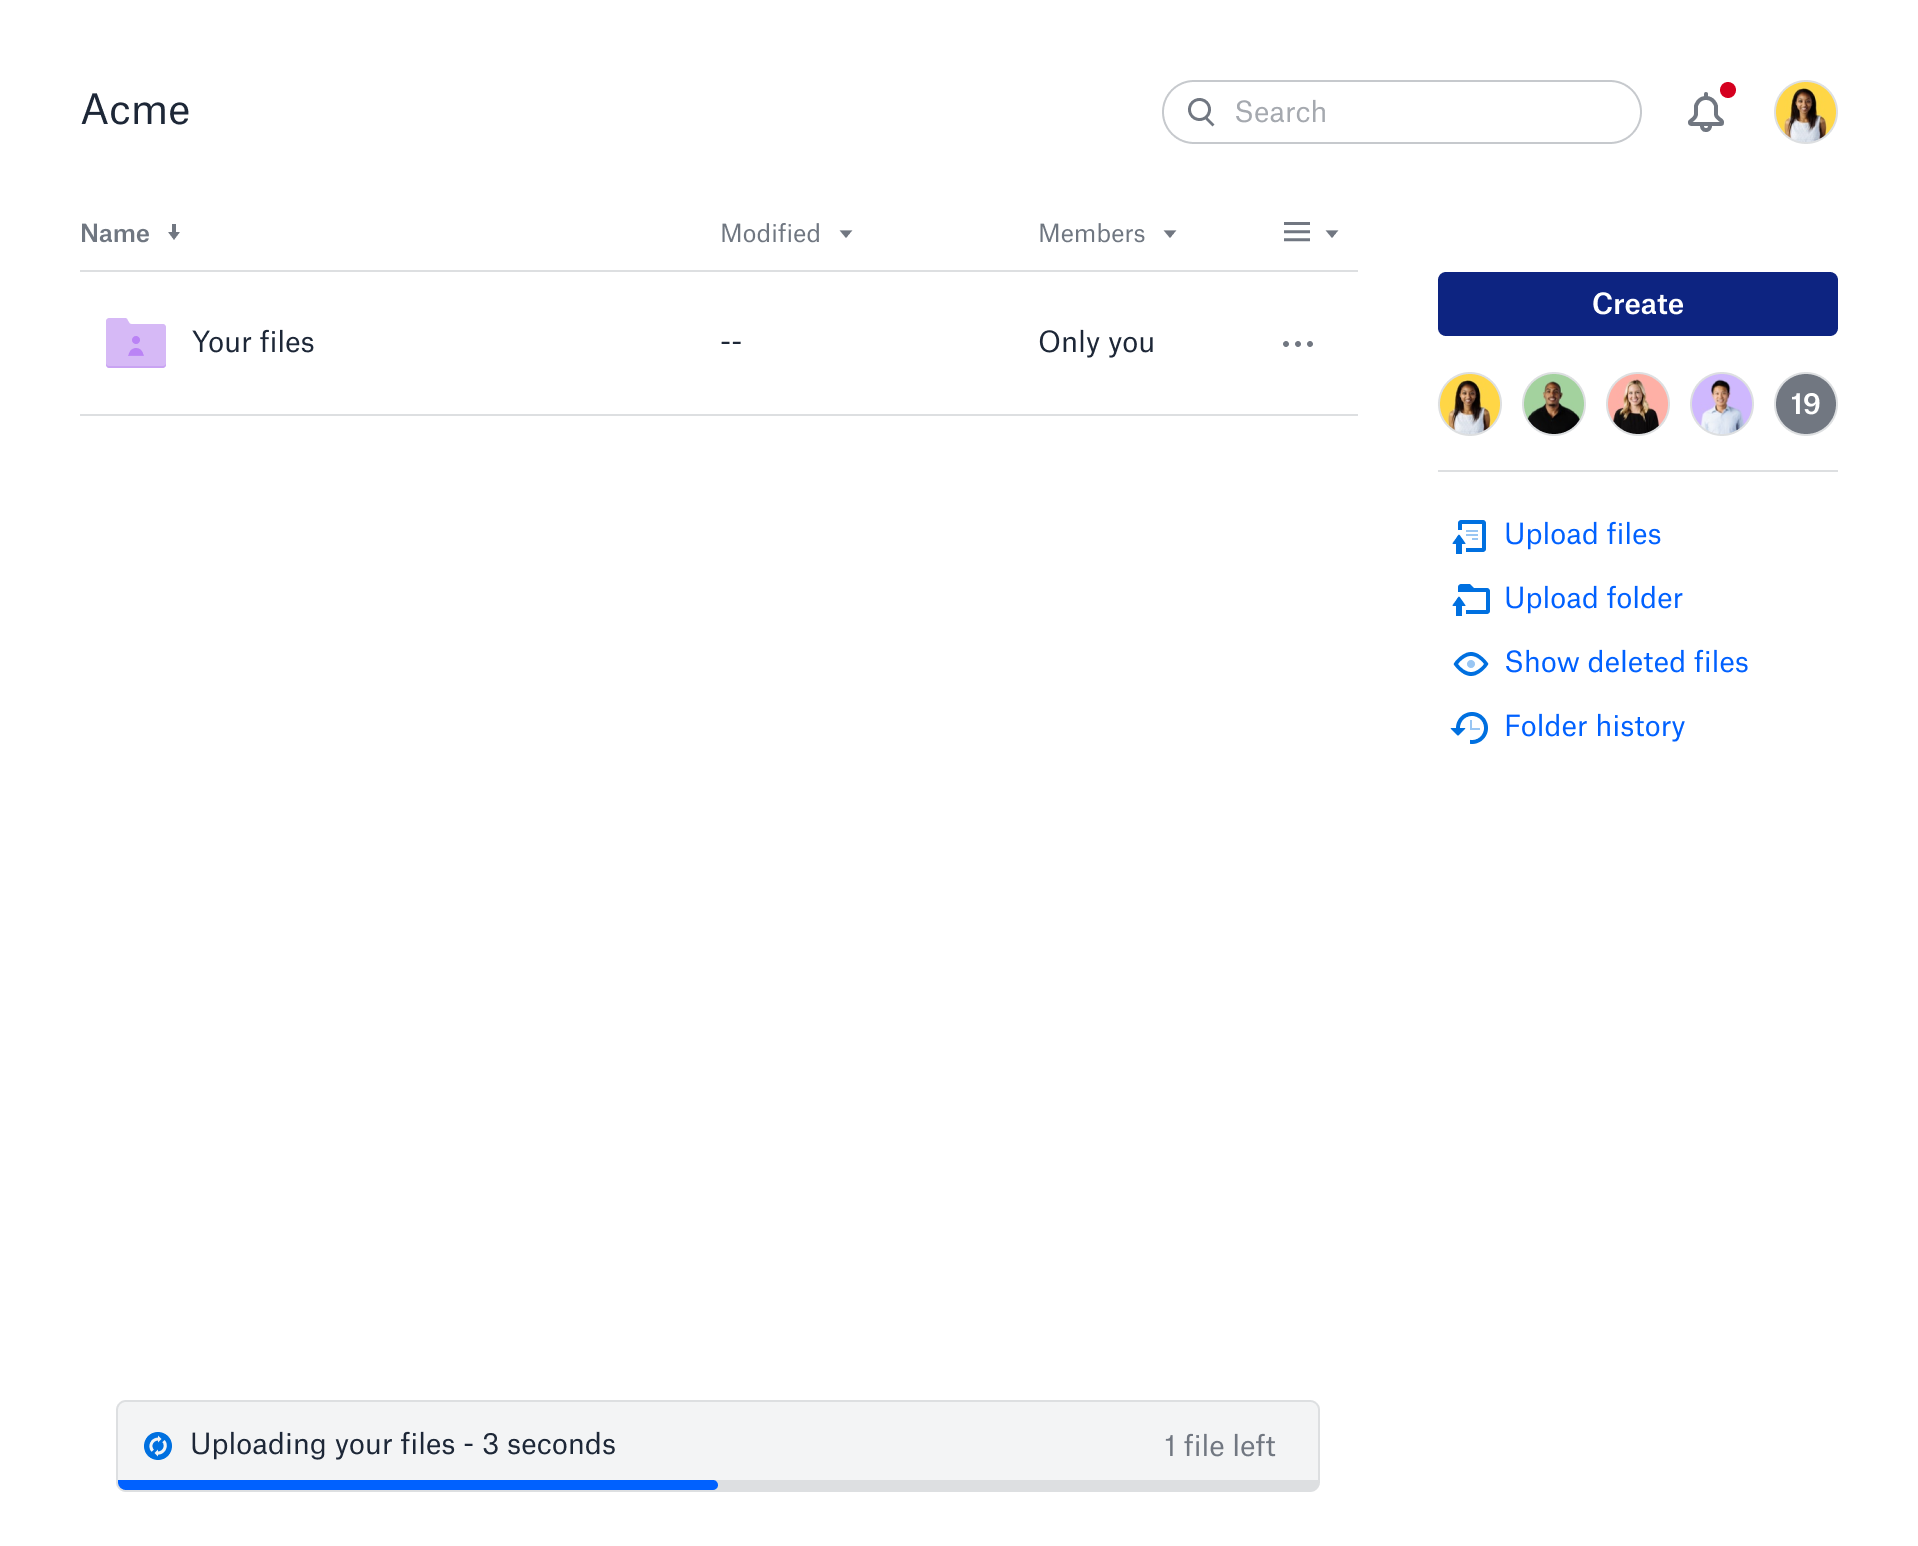 Acme
Search
Name
Modified
Members
Your files
--
Only you
Create
19
Upload files
Upload folder
Show deleted files
Folder history
Uploading your files - 3 seconds
1 file left